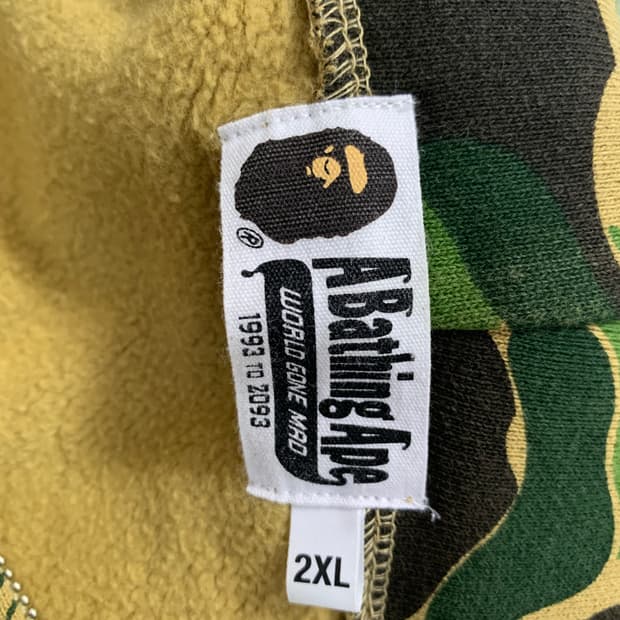 ®
A Bathing Ape
WORLD GONE MAD
1993 TO 2093
2XL